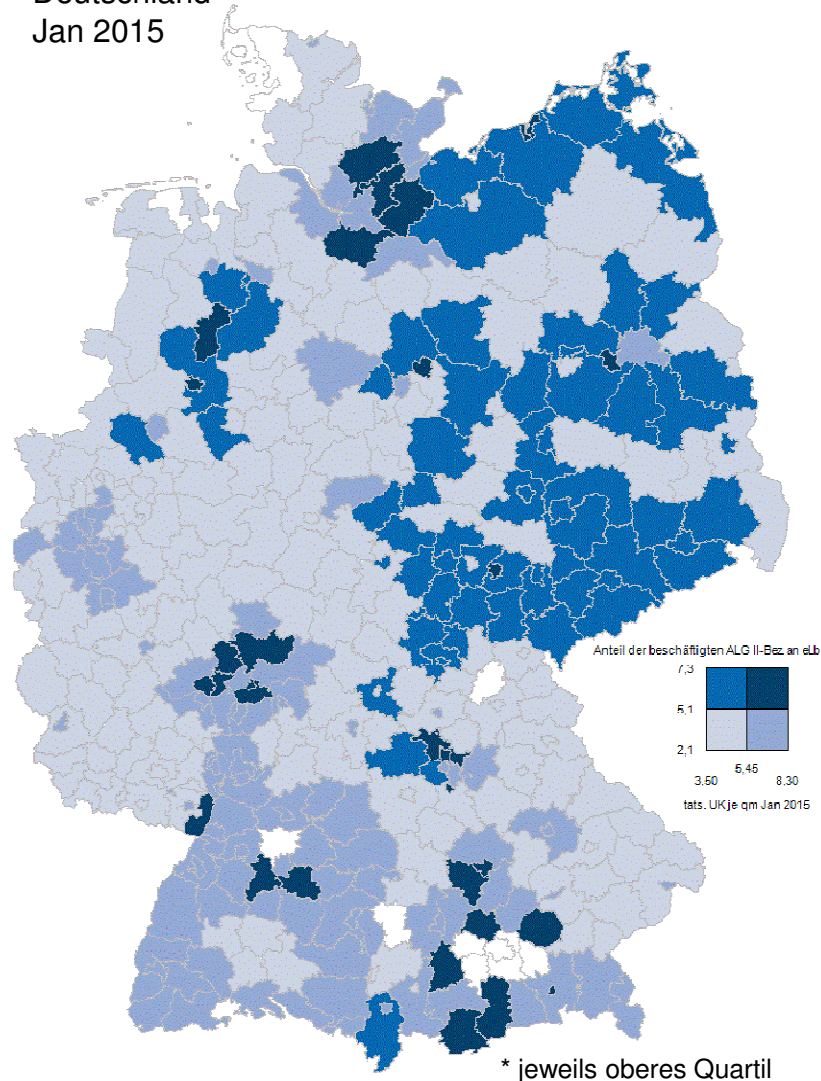 Deutschland
Jan 2015
Anteil der beschäftigten ALG II-Bez. an eLb
7,3
5,1
2,1
3,50
5,45
8,30
tats. UK je qm Jan 2015
* jeweils oberes Quartil